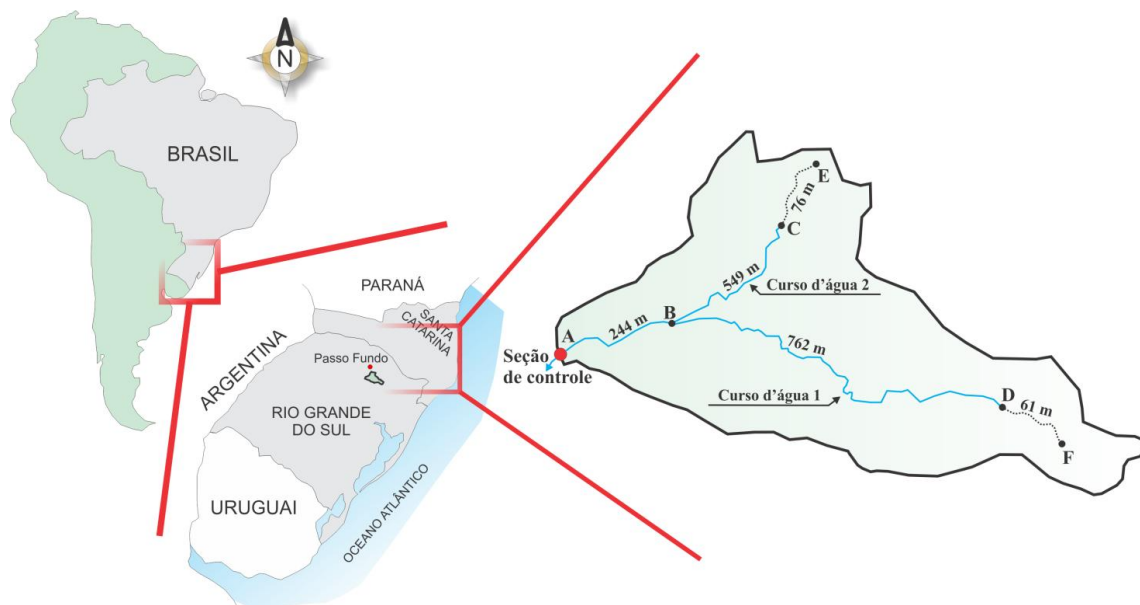 N
BRASIL
PARANÁ
SANTA
CATARINA
ARGENTINA
Passo Fundo
RIO GRANDE
DO SUL
URUGUAI
OCEANO ATLÂNTICO
E
76 m
C
549 m
Curso d'água 2
B
244 m
A
Seção
de controle
762 m
Curso d'água 1
D
61 m
F